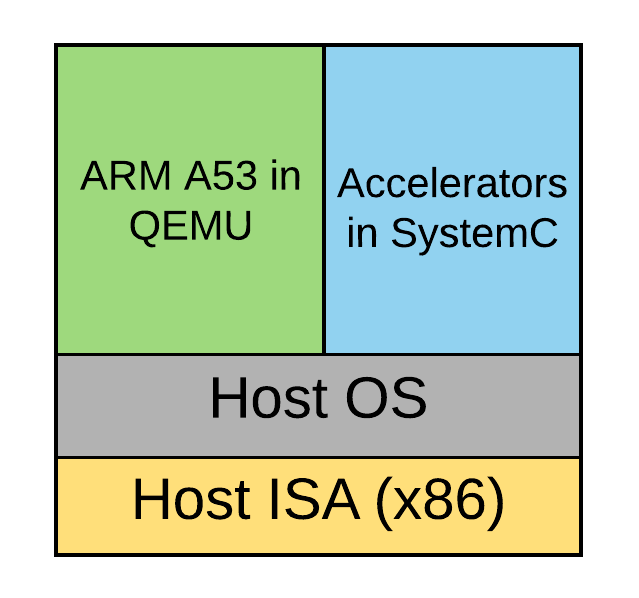 ARM A53 in
QEMU
Accelerators
in SystemC
Host OS
Host ISA (x86)